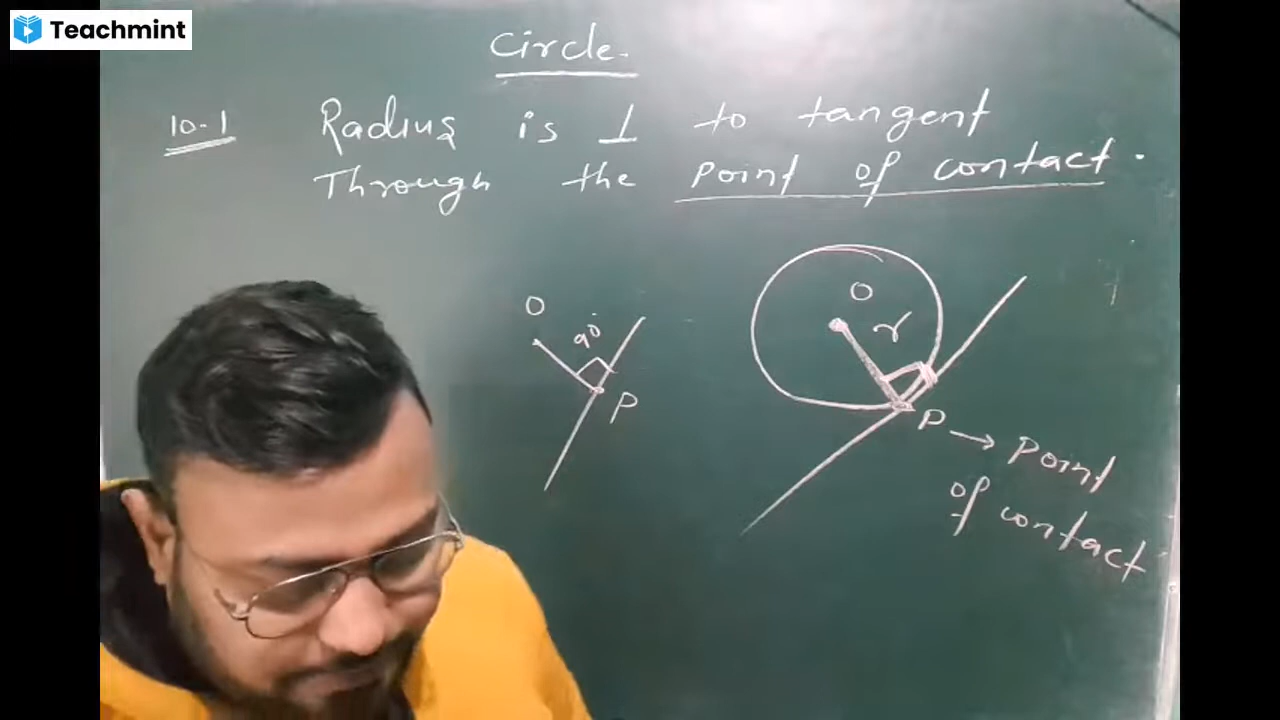 Teachmint
Circle.
10.1 Radius is ⊥ to tangent
Through the point of contact.
O
90°
P
O
r
P → Point
of contact